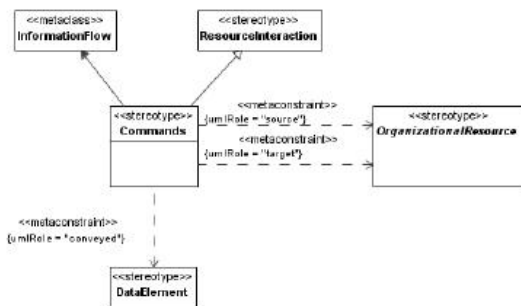 <<metaclass>>
InformationFlow
<<stereotype>>
ResourceInteraction
<<stereotype>>
Commands
<<metaconstraint>>
{umlRole = "source"}
<<metaconstraint>>
{umlRole = "target"}
<<stereotype>>
OrganizationalResource
<<metaconstraint>>
{umlRole = "conveyed"}
<<stereotype>>
DataElement